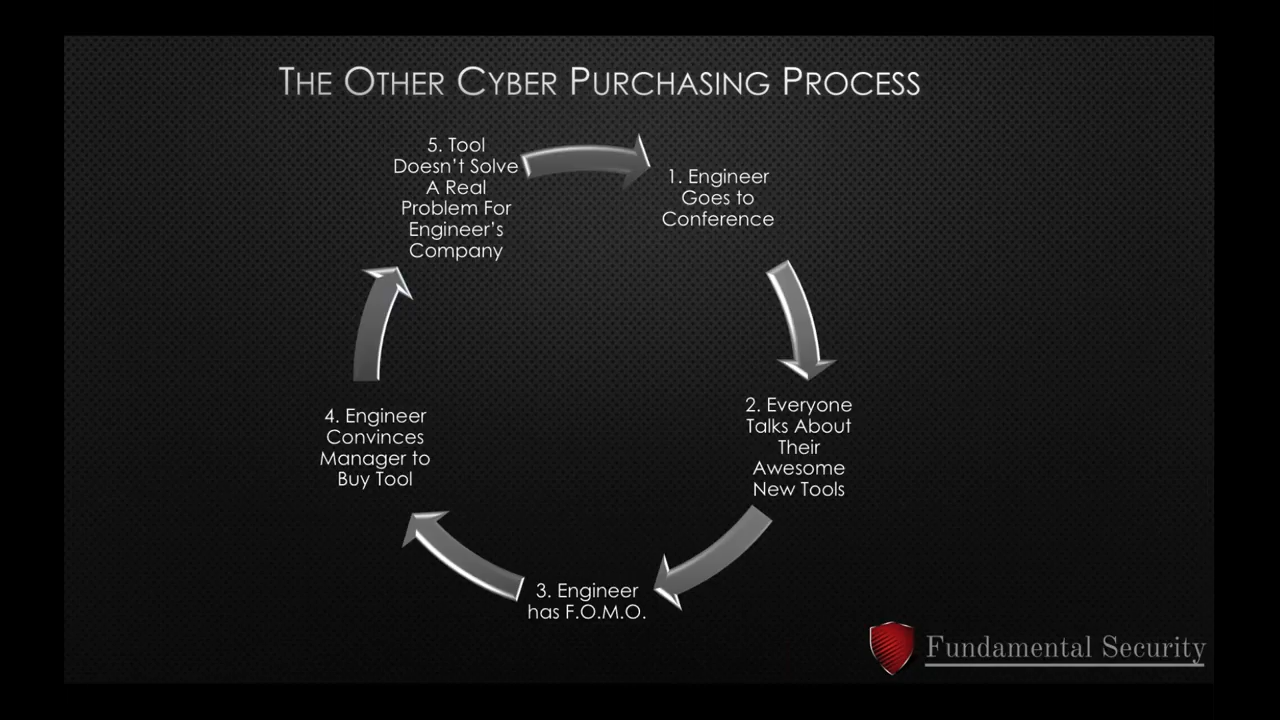 The Other Cyber Purchasing Process
1. Engineer
Goes to
Conference
2. Everyone
Talks About
Their
Awesome
New Tools
3. Engineer
has F.O.M.O.
4. Engineer
Convinces
Manager to
Buy Tool
5. Tool
Doesn't Solve
A Real
Problem For
Engineer's
Company
Fundamental Security